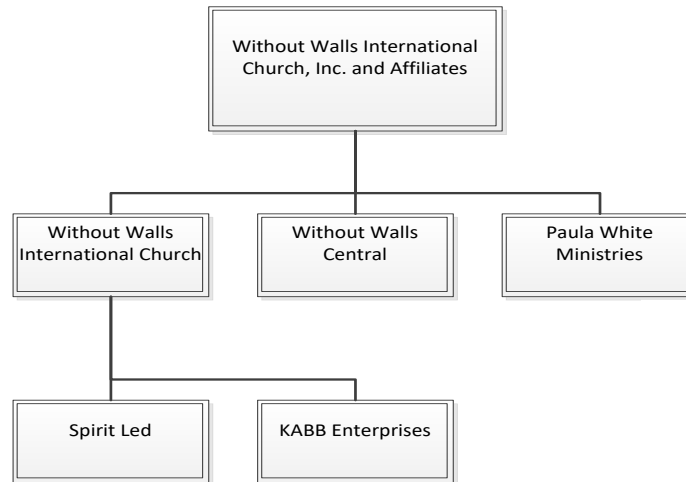 Without Walls International
Church, Inc. and Affiliates
Without Walls
International Church
Without Walls
Central
Paula White
Ministries
Spirit Led
KABB Enterprises